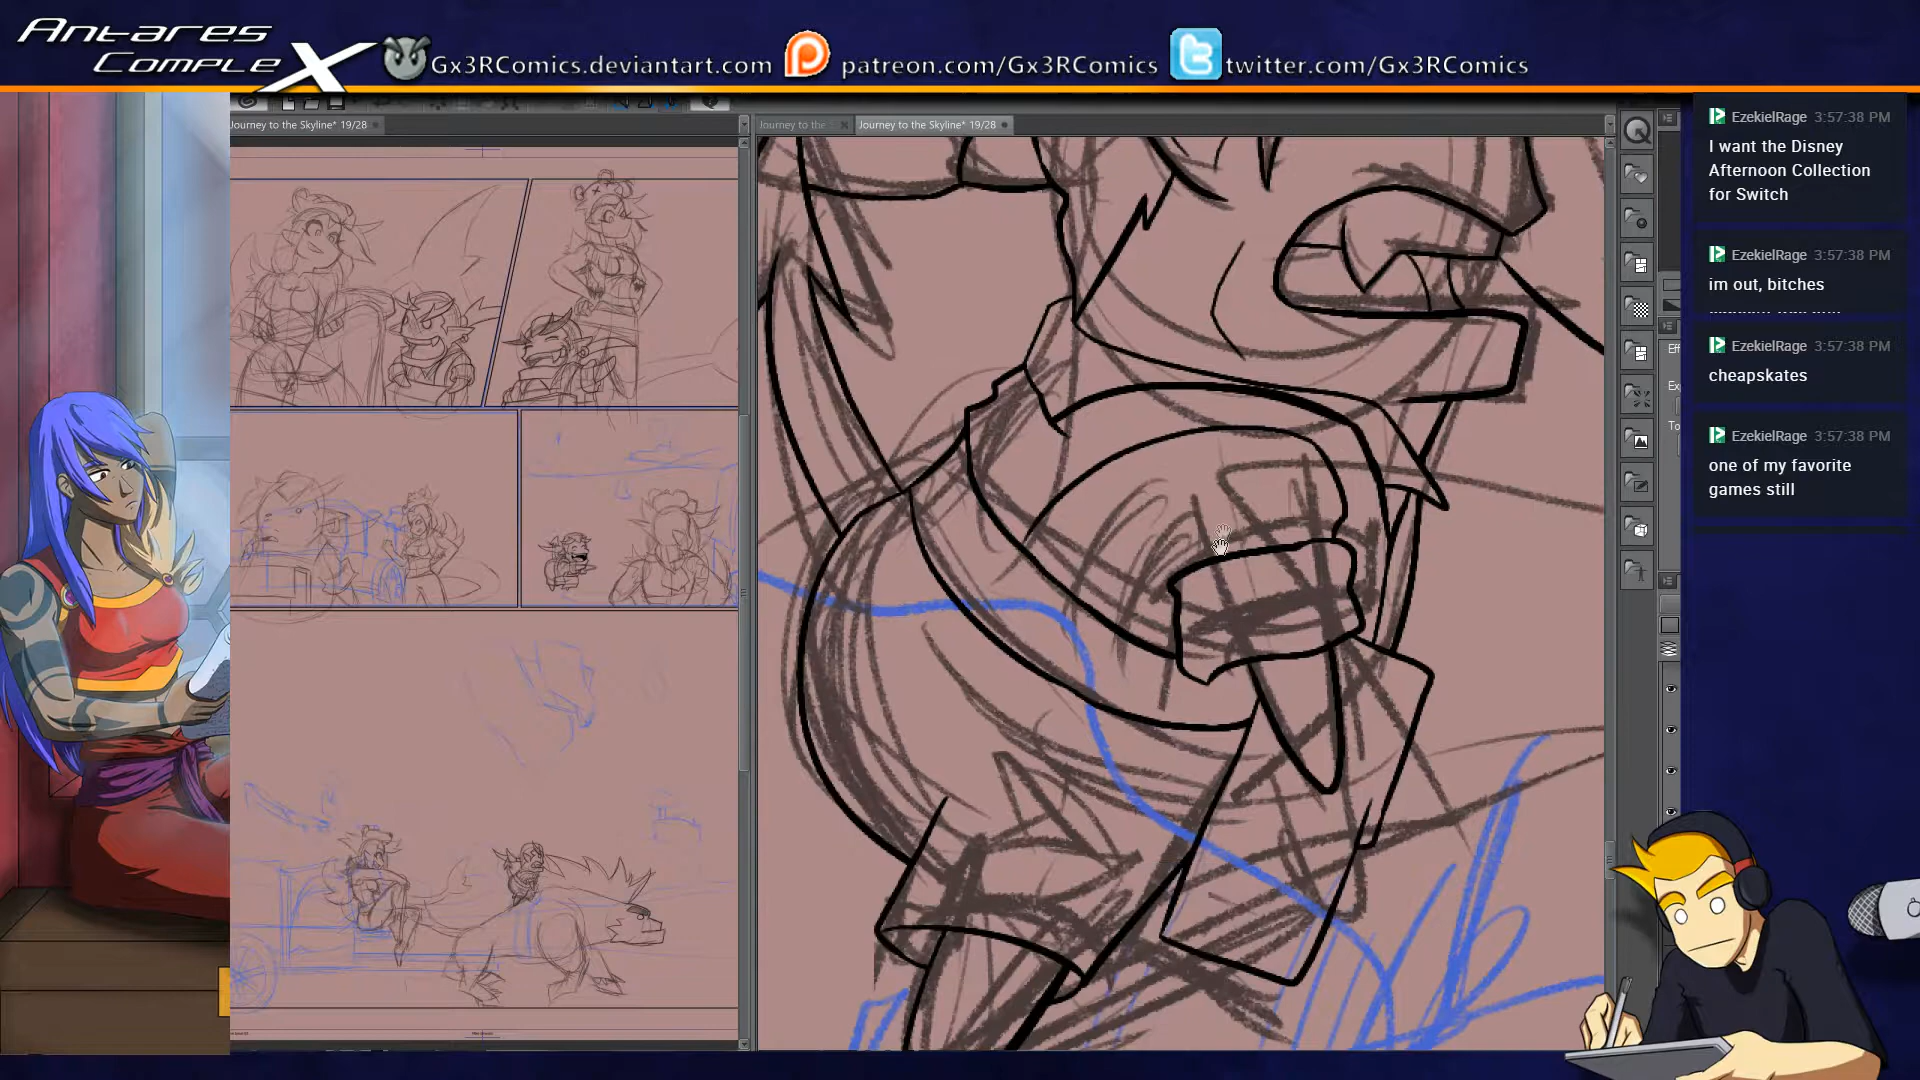 Antares
Complex
Gx3RComics.deviantart.com
patreon.com/Gx3RComics
twitter.com/Gx3RComics
Journey to the Skyline* 19/28
Journey to the
Journey to the Skyline* 19/28
EzekielRage 3:57:38 PM
I want the Disney
Afternoon Collection
for Switch
EzekielRage 3:57:38 PM
im out, bitches
EzekielRage 3:57:38 PM
cheapskates
EzekielRage 3:57:38 PM
one of my favorite
games still